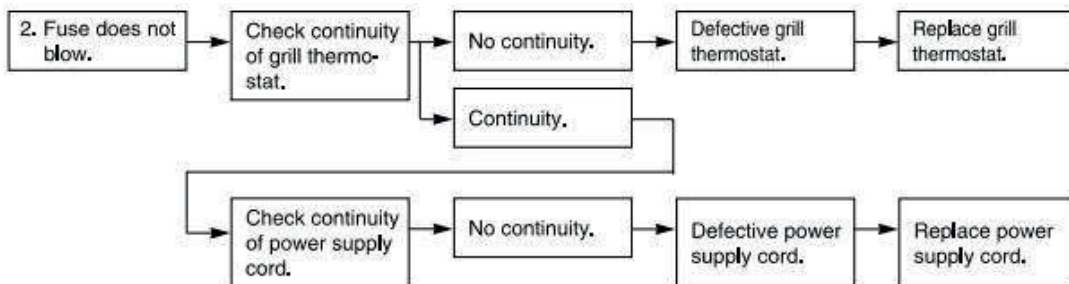 2. Fuse does not
blow.
Check continuity
of grill thermo-
stat.
No continuity.
Defective grill
thermostat.
Replace grill
thermostat.
Continuity.
Check continuity
of power supply
cord.
No continuity.
Defective power
supply cord.
Replace power
supply cord.